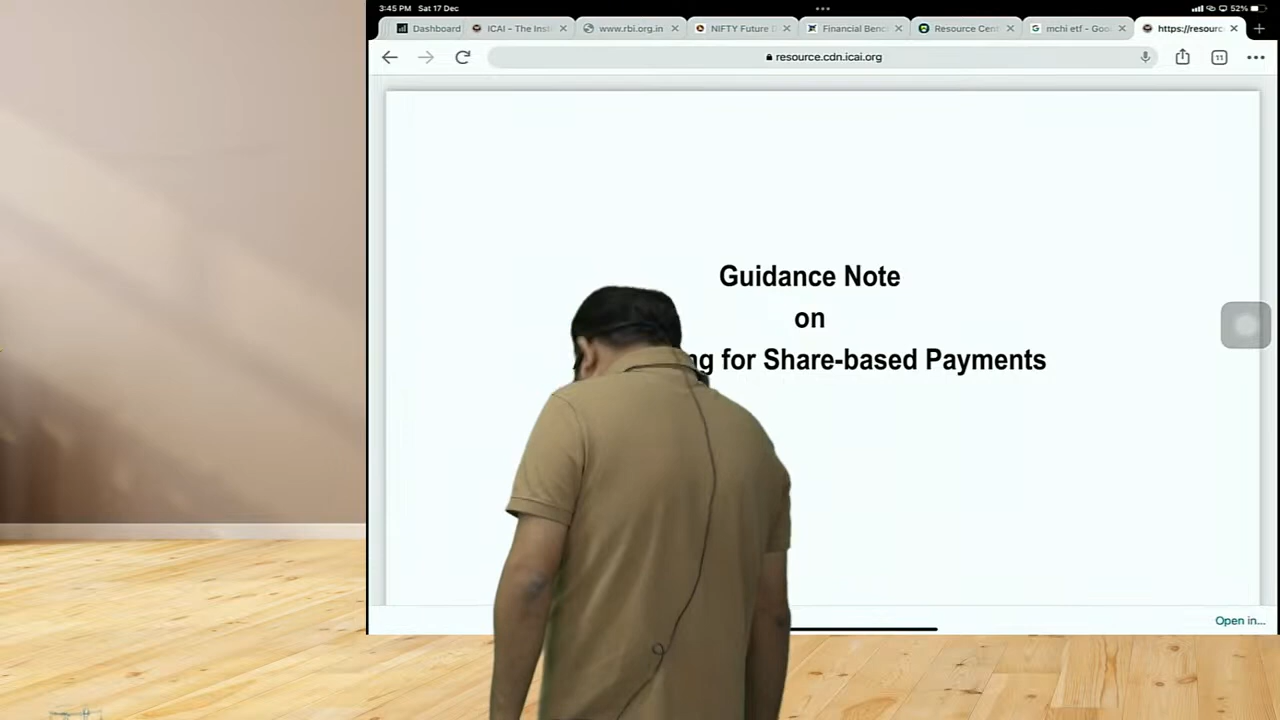 3:45 PM Sat 17 Dec
52%
Dashboard
ICAI - The Inst
www.rbi.org.in
NIFTY Future
Financial Benc
Resource Cent
mchi etf - Goo
https://resourc
resource.cdn.icai.org
11
Guidance Note
on
ng for Share-based Payments
Open in...